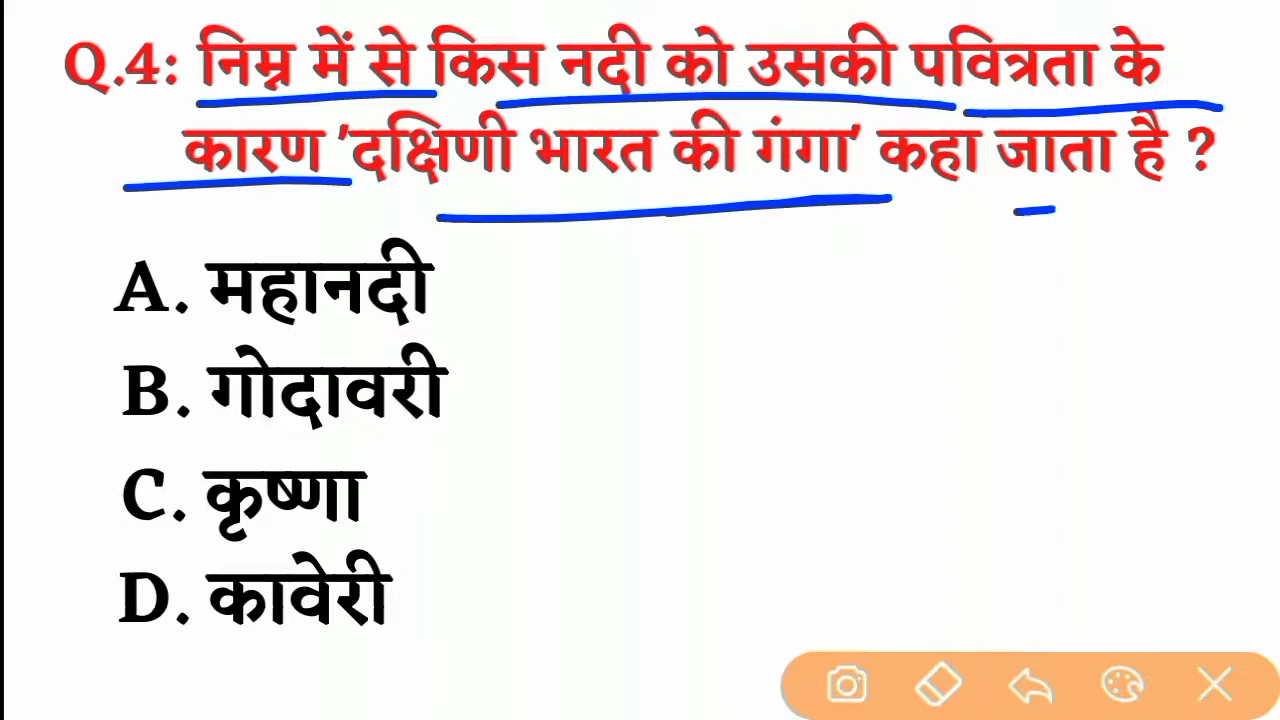 Q.4: निम्न में से किस नदी को उसकी पवित्रता के
कारण 'दक्षिणी भारत की गंगा' कहा जाता है ?
A. महानदी
B. गोदावरी
C. कृष्णा
D. कावेरी